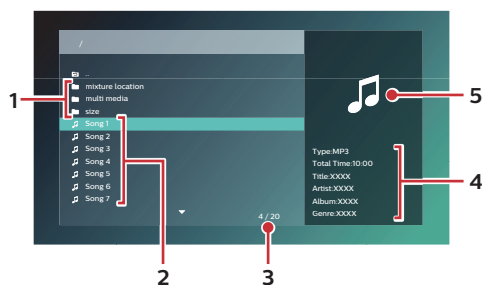 /
..
mixture location
multi media
size
Song 1
Song 2
Song 3
Song 4
Song 5
Song 6
Song 7
4 / 20
Type:MP3
Total Time:10:00
Title:XXXX
Artist:XXXX
Album:XXXX
Genre:XXXX
1
2
3
4
5